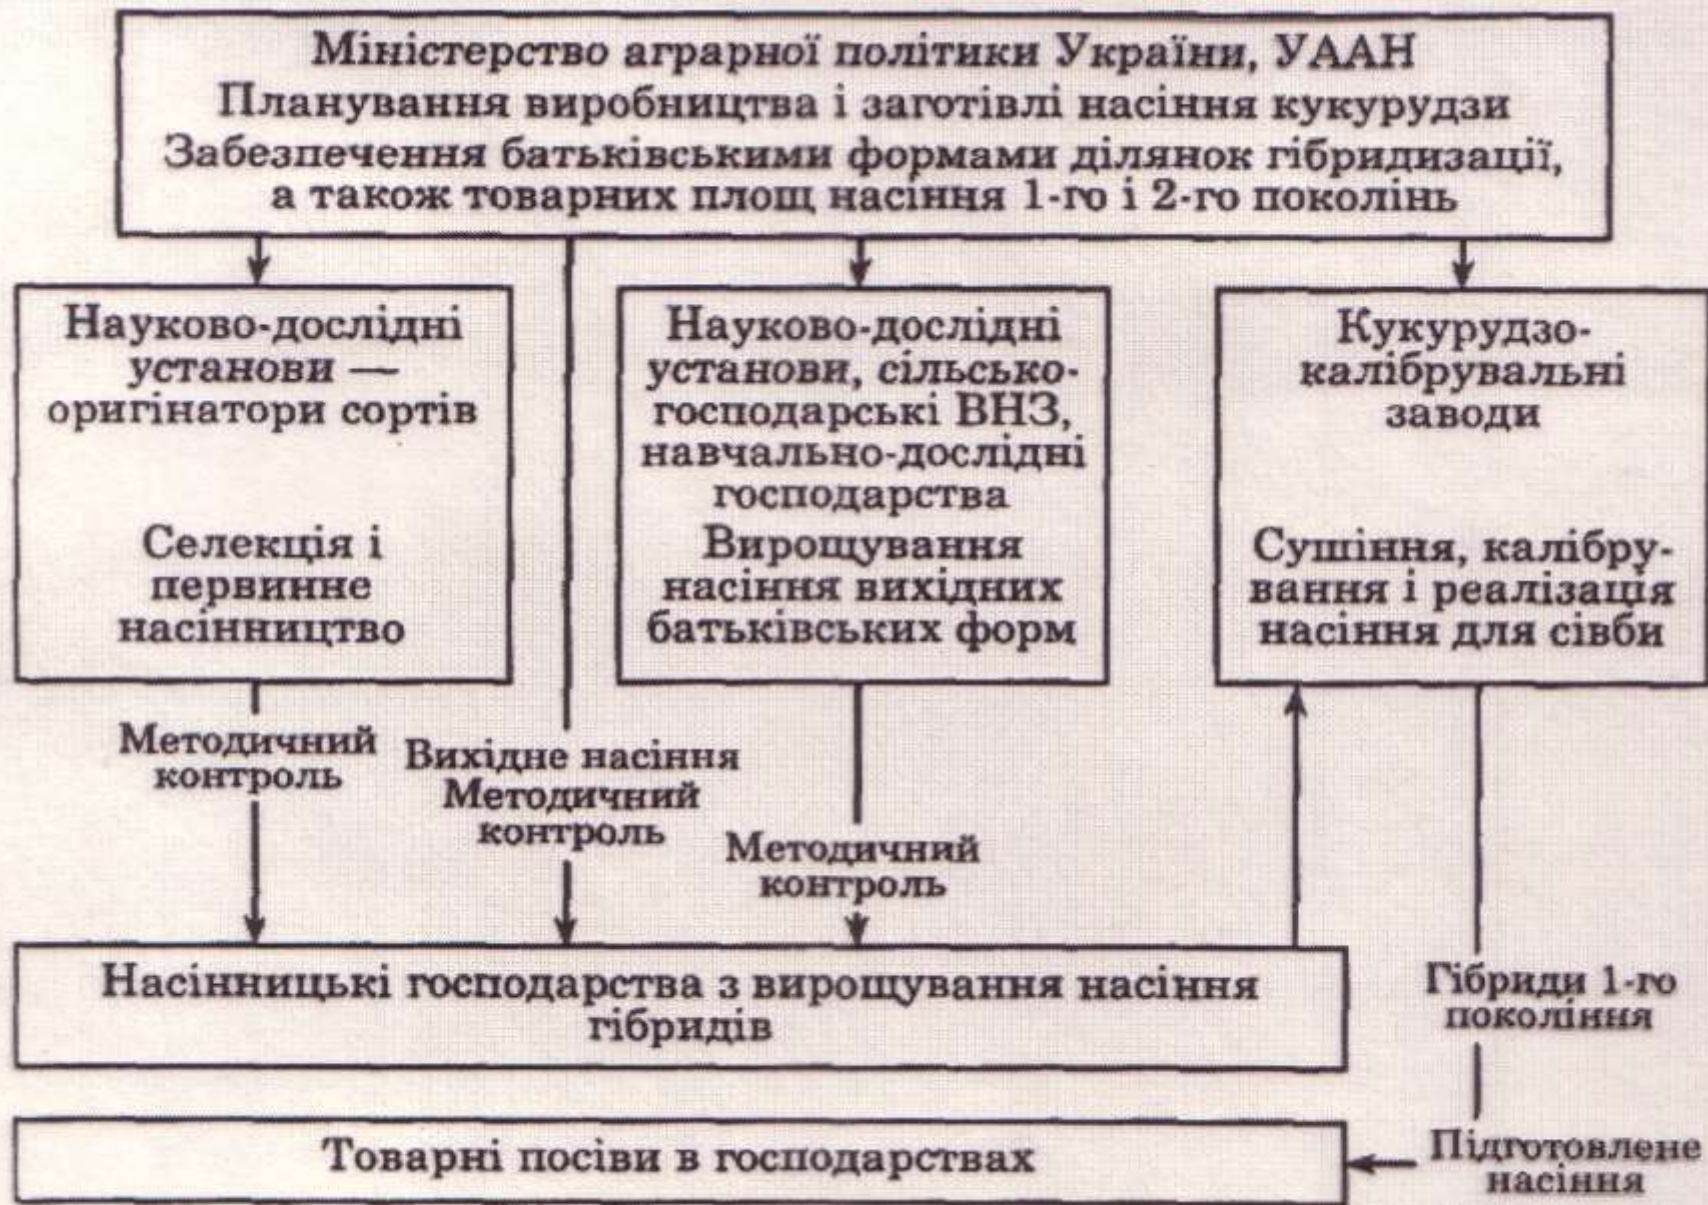 Міністерство аграрної політики України, УААН
Планування виробництва і заготівлі насіння кукурудзи
Забезпечення батьківськими формами ділянок гібридизації,
а також товарних площ насіння 1-го і 2-го поколінь
Науково-дослідні
установи —
оригінатори сортів
Селекція і
первинне
насінництво
Науково-дослідні
установи, сільсько-
господарські ВНЗ,
навчально-дослідні
господарства
Вирощування
насіння вихідних
батьківських форм
Кукурудзо-
калібрувальні
заводи
Сушіння, калібру-
вання і реалізація
насіння для сівби
Методичний
контроль
Вихідне насіння
Методичний
контроль
Методичний
контроль
Насінницькі господарства з вирощування насіння
гібридів
Гібриди 1-го
покоління
Товарні посіви в господарствах
Підготовлене
насіння